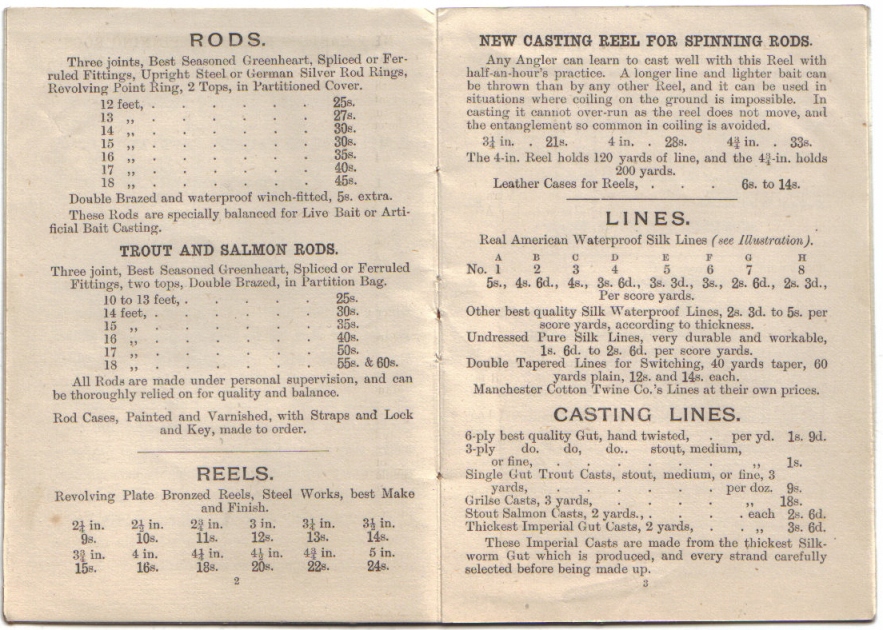 RODS.
Three joints, Best Seasoned Greenheart, Spliced or Fer-
ruled Fittings, Upright Steel or German Silver Rod Rings,
Revolving Point Ring, 2 Tops, in Partitioned Cover.
12 feet, . . . . . . 25s.
13 „ . . . . . . 27s.
14 „ . . . . . . 30s.
15 „ . . . . . . 30s.
16 „ . . . . . . 35s.
17 „ . . . . . . 40s.
18 „ . . . . . . 45s.
Double Brazed and waterproof winch-fitted, 5s. extra.
These Rods are specially balanced for Live Bait or Arti-
ficial Bait Casting.
TROUT AND SALMON RODS.
Three joint, Best Seasoned Greenheart, Spliced or Ferruled
Fittings, two tops, Double Brazed, in Partition Bag.
10 to 13 feet, . . . . . 25s.
14 feet, . . . . . . 30s.
15 „ . . . . . . 35s.
16 „ . . . . . . 40s.
17 „ . . . . . . 50s.
18 „ . . . . . . 55s. & 60s.
All Rods are made under personal supervision, and can
be thoroughly relied on for quality and balance.
Rod Cases, Painted and Varnished, with Straps and Lock
and Key, made to order.
REELS.
Revolving Plate Bronzed Reels, Steel Works, best Make
and Finish.
2¼ in. 2½ in. 2¾ in. 3 in. 3¼ in. 3½ in.
9s. 10s. 11s. 12s. 13s. 14s.
3¾ in. 4 in. 4¼ in. 4½ in. 4¾ in. 5 in.
15s. 16s. 18s. 20s. 22s. 24s.
2
NEW CASTING REEL FOR SPINNING RODS.
Any Angler can learn to cast well with this Reel with
half-an-hour's practice. A longer line and lighter bait can
be thrown than by any other Reel, and it can be used in
situations where coiling on the ground is impossible. In
casting it cannot over-run as the reel does not move, and
the entanglement so common in coiling is avoided.
3¼ in. . 21s. 4 in. . 28s. 4¾ in. . 33s.
The 4-in. Reel holds 120 yards of line, and the 4¾-in. holds
200 yards.
Leather Cases for Reels, . . . 6s. to 14s.
LINES.
Real American Waterproof Silk Lines (see Illustration).
A B C D E F G H
No. 1 2 3 4 5 6 7 8
5s., 4s. 6d., 4s., 3s. 6d., 3s. 3d., 3s., 2s. 6d., 2s. 3d.,
Per score yards.
Other best quality Silk Waterproof Lines, 2s. 3d. to 5s. per
score yards, according to thickness.
Undressed Pure Silk Lines, very durable and workable,
1s. 6d. to 2s. 6d. per score yards.
Double Tapered Lines for Switching, 40 yards taper, 60
yards plain, 12s. and 14s. each.
Manchester Cotton Twine Co.'s Lines at their own prices.
CASTING LINES.
6-ply best quality Gut, hand twisted, . per yd. 1s. 9d.
3-ply do. do, do.. stout, medium,
or fine, . . . . . . . „ 1s.
Single Gut Trout Casts, stout, medium, or fine, 3
yards, . . . . . . per doz. 9s.
Grilse Casts, 3 yards, . . . . . „ 18s.
Stout Salmon Casts, 2 yards., . . . . each 2s. 6d.
Thickest Imperial Gut Casts, 2 yards, . . „ 3s. 6d.
These Imperial Casts are made from the thickest Silk-
worm Gut which is produced, and every strand carefully
selected before being made up.
3